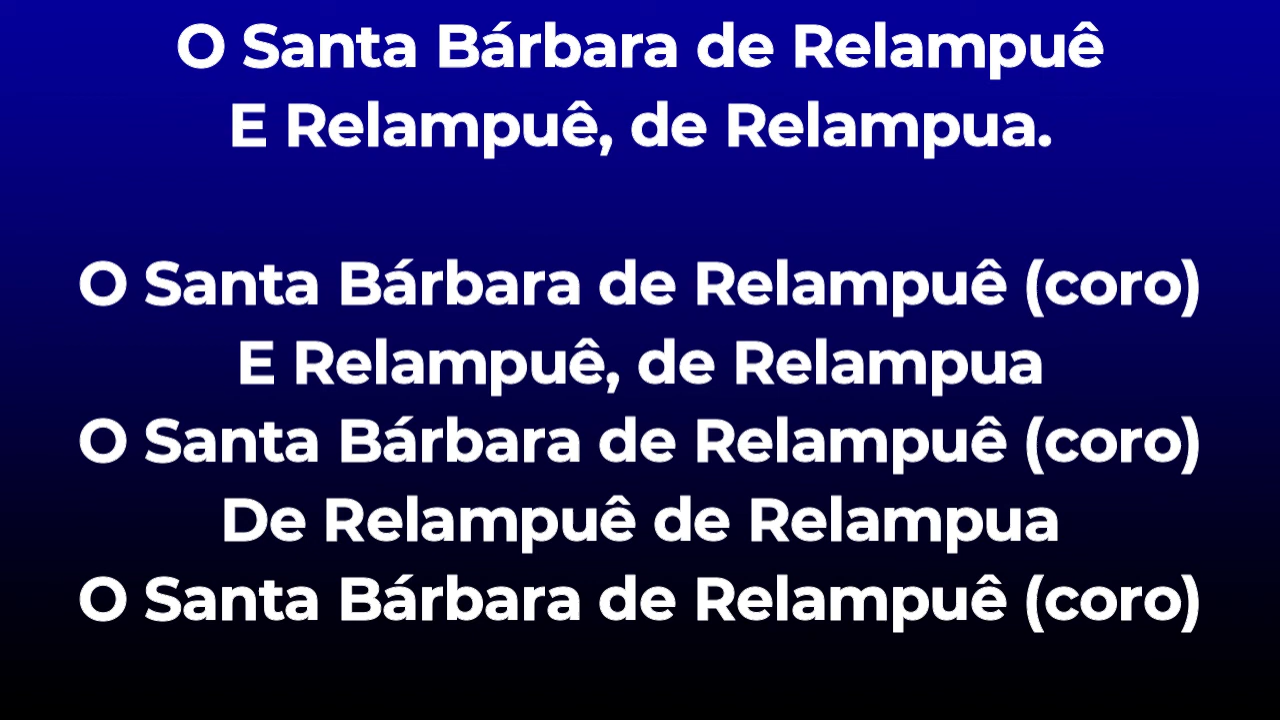 O Santa Bárbara de Relampuê
E Relampuê, de Relampua.
O Santa Bárbara de Relampuê (coro)
E Relampuê, de Relampua
O Santa Bárbara de Relampuê (coro)
De Relampuê de Relampua
O Santa Bárbara de Relampuê (coro)